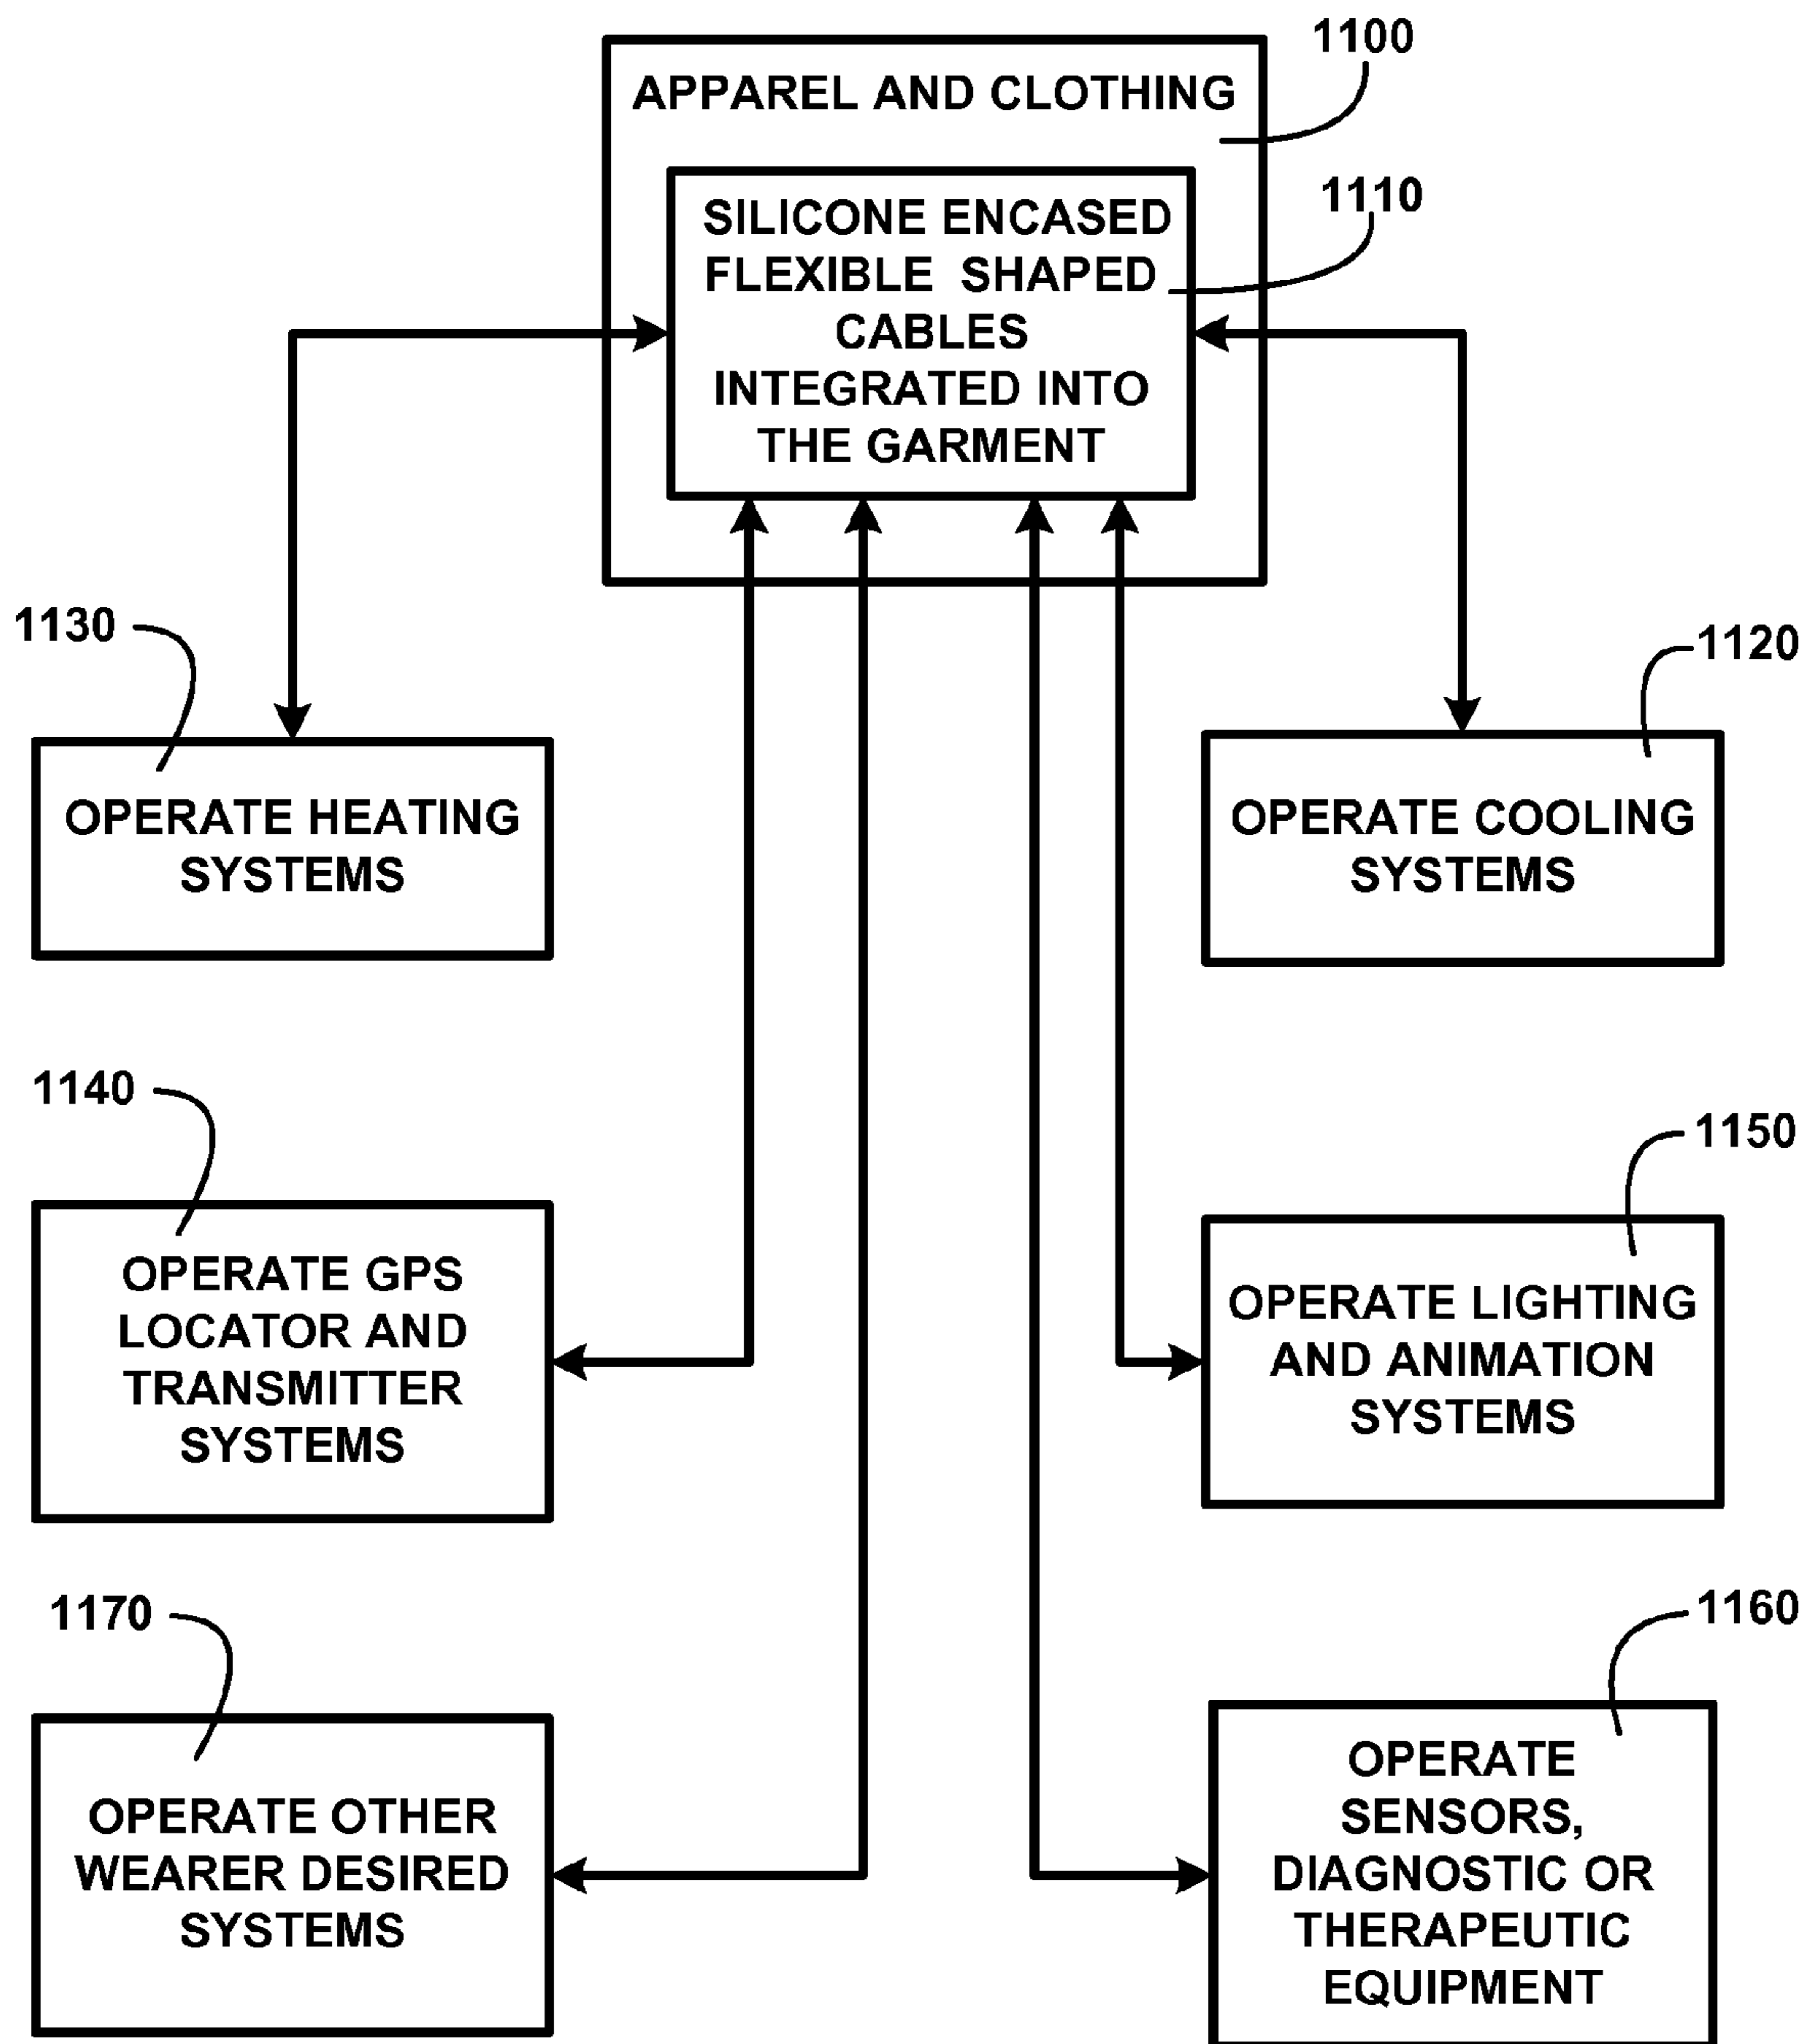 1100
APPAREL AND CLOTHING
1110
SILICONE ENCASED
FLEXIBLE SHAPED
CABLES
INTEGRATED INTO
THE GARMENT
1130
OPERATE HEATING
SYSTEMS
1120
OPERATE COOLING
SYSTEMS
1140
OPERATE GPS
LOCATOR AND
TRANSMITTER
SYSTEMS
1150
OPERATE LIGHTING
AND ANIMATION
SYSTEMS
1170
OPERATE OTHER
WEARER DESIRED
SYSTEMS
1160
OPERATE
SENSORS,
DIAGNOSTIC OR
THERAPEUTIC
EQUIPMENT